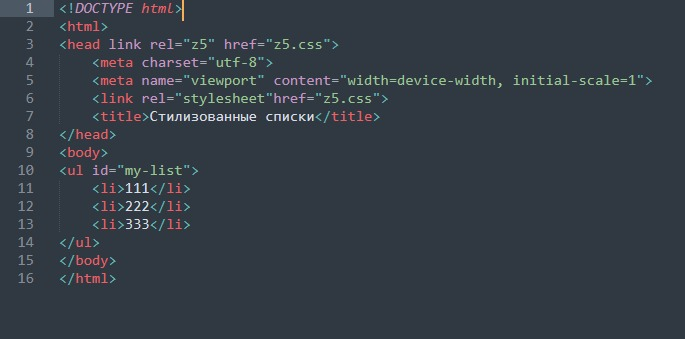 1 <!DOCTYPE html>
2 <html>
3 <head link rel="z5" href="z5.css">
4     <meta charset="utf-8">
5     <meta name="viewport" content="width=device-width, initial-scale=1">
6     <link rel="stylesheet"href="z5.css">
7     <title>Стилизованные списки</title>
8 </head>
9 <body>
10 <ul id="my-list">
11     <li>111</li>
12     <li>222</li>
13     <li>333</li>
14 </ul>
15 </body>
16 </html>